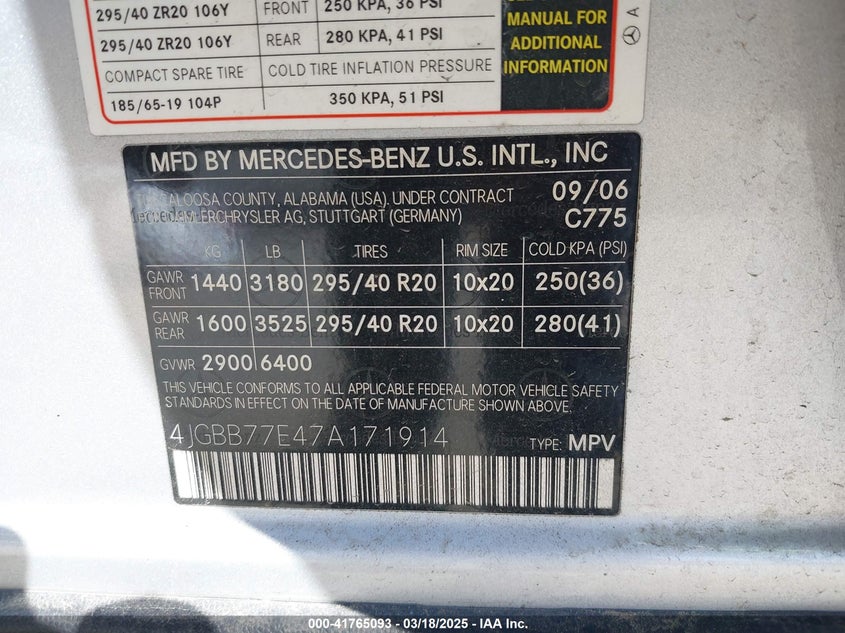 295/40 ZR20 106Y FRONT 250 KPA, 36 PSI
295/40 ZR20 106Y REAR 280 KPA, 41 PSI
COMPACT SPARE TIRE COLD TIRE INFLATION PRESSURE
185/65-19 104P 350 KPA, 51 PSI
MANUAL FOR
ADDITIONAL
INFORMATION
A
MFD BY MERCEDES-BENZ U.S. INTL., INC
COUNTY, ALABAMA (USA). UNDER CONTRACT 09/06
AG, STUTTGART (GERMANY) C775
KG LB TIRES RIM SIZE COLD KPA (PSI)
GAWR FRONT 1440 3180 295/40 R20 10x20 250(36)
GAWR REAR 1600 3525 295/40 R20 10x20 280(41)
GVWR 2900 6400
THIS VEHICLE CONFORMS TO ALL APPLICABLE FEDERAL MOTOR VEHICLE SAFETY
STANDARDS IN EFFECT ON THE DATE OF MANUFACTURE SHOWN ABOVE.
4JGBB77E47A171914 TYPE: MPV
000-41765093 - 03/18/2025 - IAA Inc.